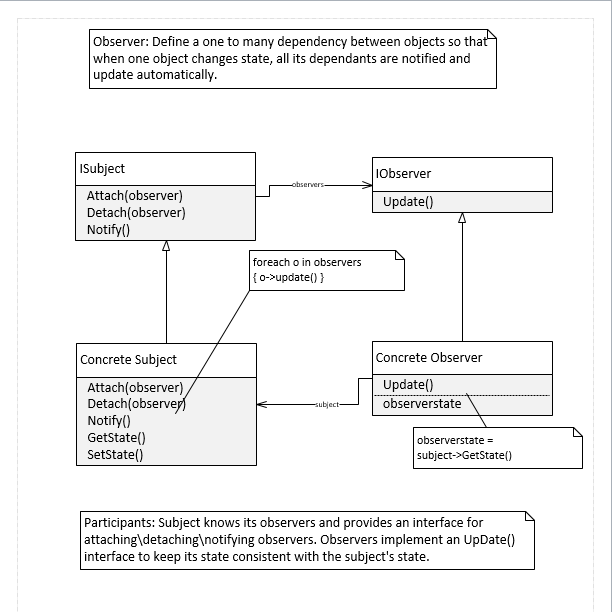 Observer: Define a one to many dependency between objects so that
when one object changes state, all its dependants are notified and
update automatically.
ISubject
Attach(observer)
Detach(observer)
Notify()
observers
IObserver
Update()
foreach o in observers
{ o->update() }
Concrete Subject
Attach(observer)
Detach(observer)
Notify()
GetState()
SetState()
subject
Concrete Observer
Update()
observerstate
observerstate =
subject->GetState()
Participants: Subject knows its observers and provides an interface for
attaching\detaching\notifying observers. Observers implement an UpDate()
interface to keep its state consistent with the subject's state.